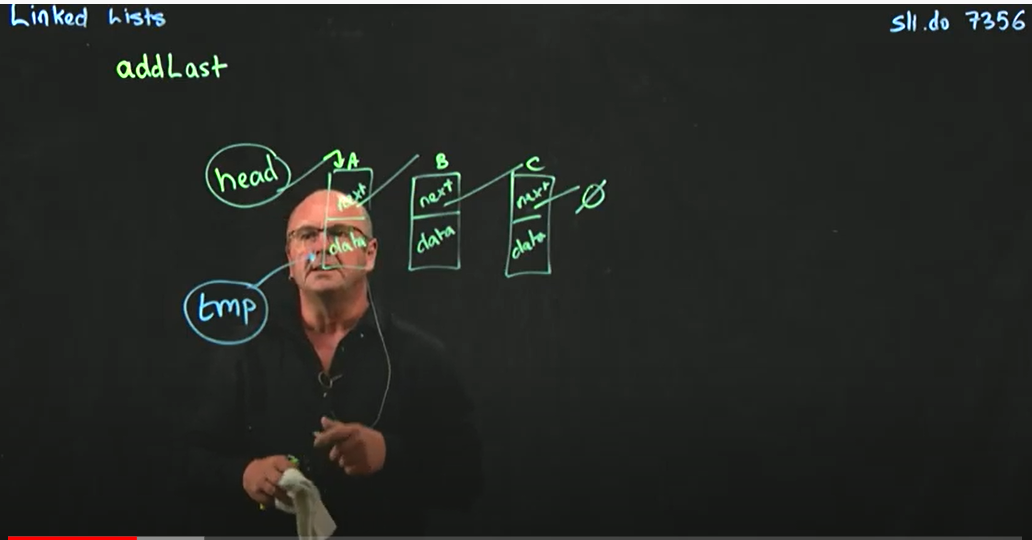 Linked Lists
sli.do 7356
addLast
head
A
B
C
next
next
next
Ø
data
data
data
tmp